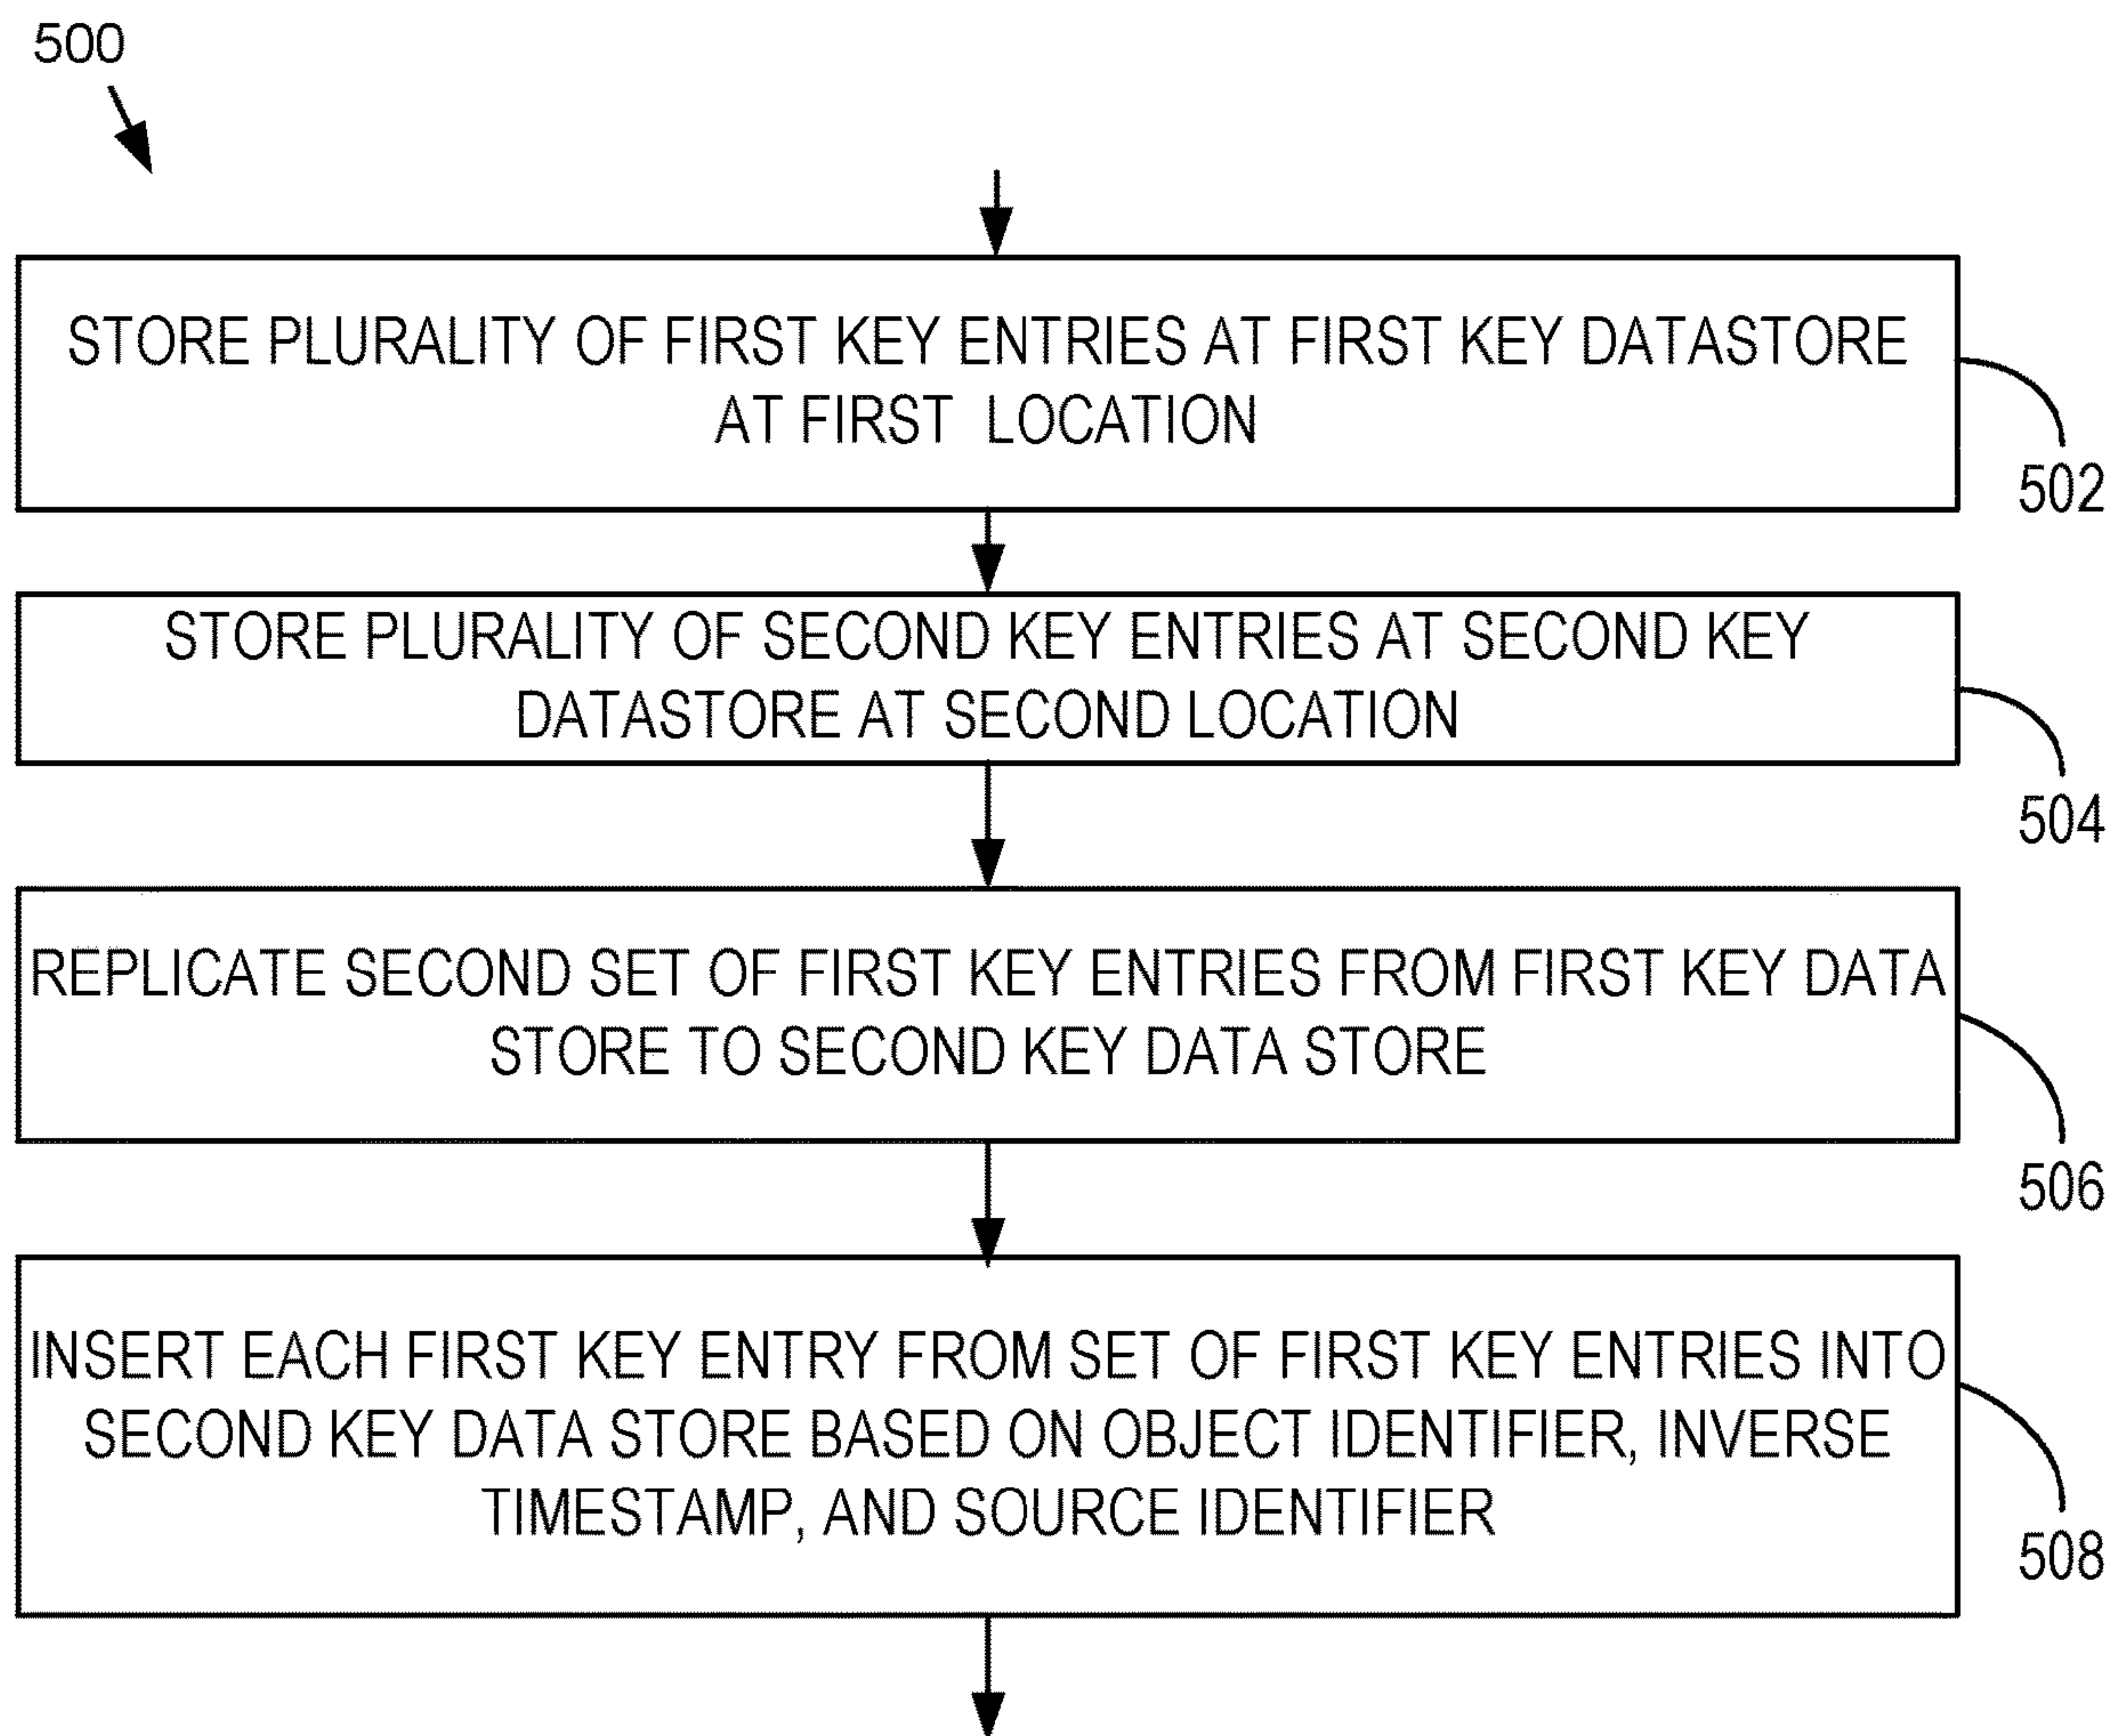 500
STORE PLURALITY OF FIRST KEY ENTRIES AT FIRST KEY DATASTORE
AT FIRST LOCATION
502
STORE PLURALITY OF SECOND KEY ENTRIES AT SECOND KEY
DATASTORE AT SECOND LOCATION
504
REPLICATE SECOND SET OF FIRST KEY ENTRIES FROM FIRST KEY DATA
STORE TO SECOND KEY DATA STORE
506
INSERT EACH FIRST KEY ENTRY FROM SET OF FIRST KEY ENTRIES INTO
SECOND KEY DATA STORE BASED ON OBJECT IDENTIFIER, INVERSE
TIMESTAMP, AND SOURCE IDENTIFIER
508